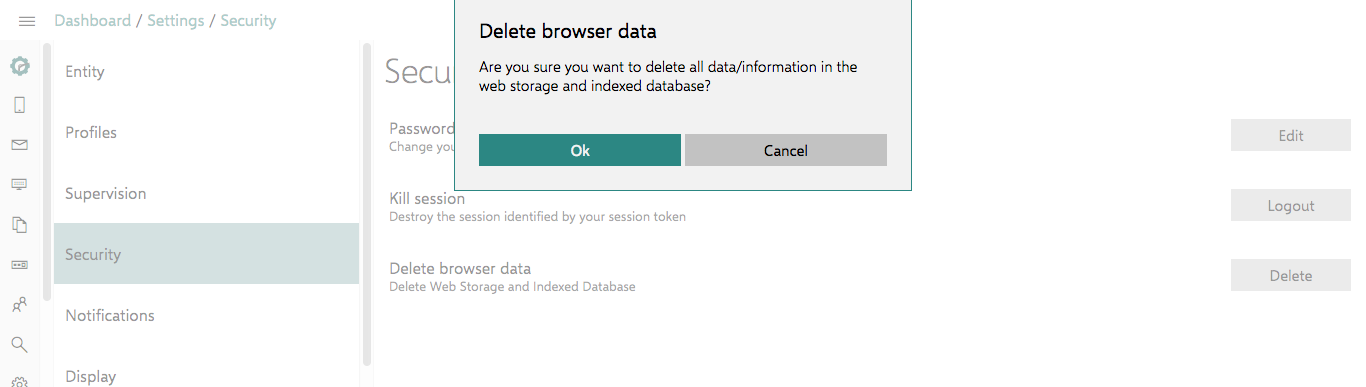 Dashboard / Settings / Security
Entity
Profiles
Supervision
Security
Notifications
Display
Secu
Password
Change you
Edit
Kill session
Destroy the session identified by your session token
Logout
Delete browser data
Delete Web Storage and Indexed Database
Delete
Delete browser data
Are you sure you want to delete all data/information in the
web storage and indexed database?
Ok
Cancel